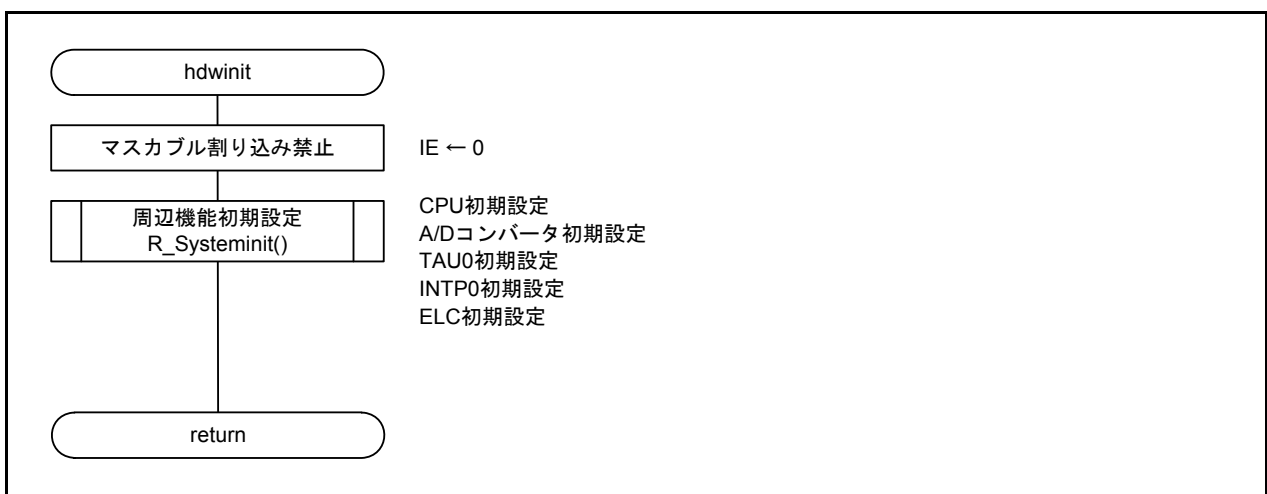 hdwinit
マスカブル割り込み禁止
IE ← 0
周辺機能初期設定
R_Systeminit()
CPU初期設定
A/Dコンバータ初期設定
TAU0初期設定
INTP0初期設定
ELC初期設定
return